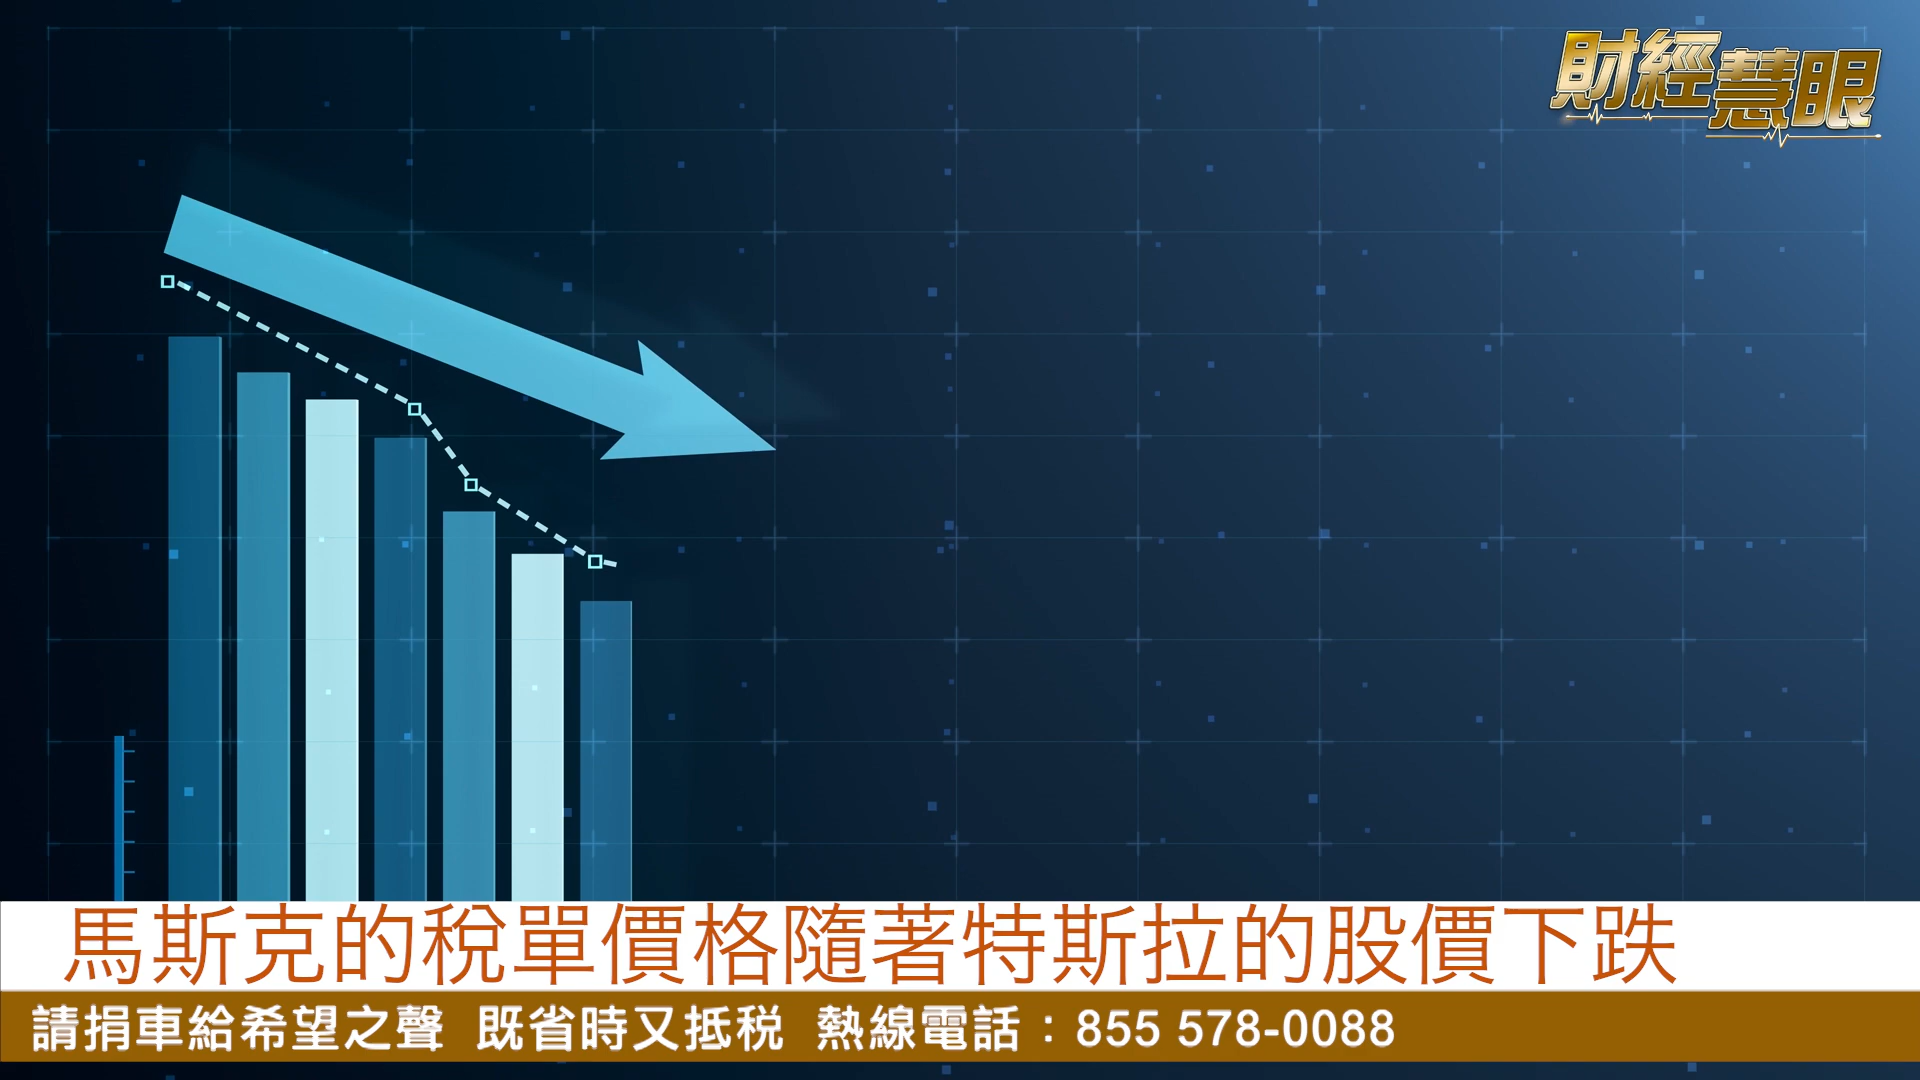 財經慧眼
馬斯克的稅單價格隨著特斯拉的股價下跌
請捐車給希望之聲 既省時又抵税 熱線電話：855 578-0088